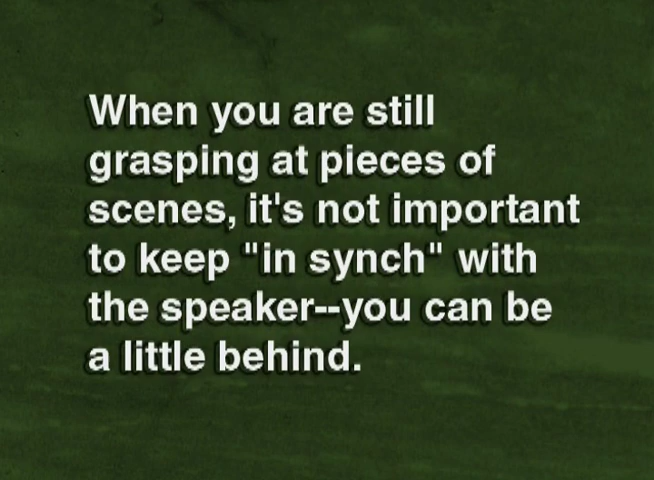 When you are still
grasping at pieces of
scenes, it's not important
to keep "in synch" with
the speaker--you can be
a little behind.